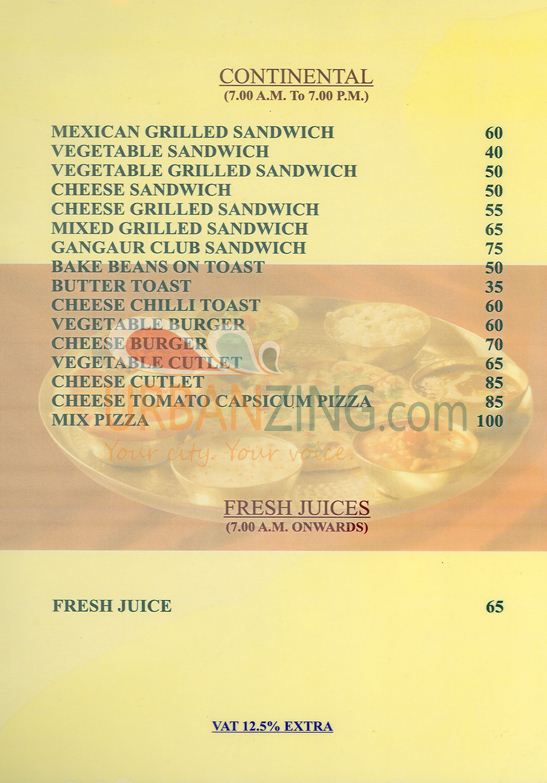 CONTINENTAL
(7.00 A.M. To 7.00 P.M.)
MEXICAN GRILLED SANDWICH 60
VEGETABLE SANDWICH 40
VEGETABLE GRILLED SANDWICH 50
CHEESE SANDWICH 50
CHEESE GRILLED SANDWICH 55
MIXED GRILLED SANDWICH 65
GANGAUR CLUB SANDWICH 75
BAKE BEANS ON TOAST 50
BUTTER TOAST 35
CHEESE CHILLI TOAST 60
VEGETABLE BURGER 60
CHEESE BURGER 70
VEGETABLE CUTLET 65
CHEESE CUTLET 85
CHEESE TOMATO CAPSICUM PIZZA 85
MIX PIZZA 100
URBANZING.com
Your city. Your voice.
FRESH JUICES
(7.00 A.M. ONWARDS)
FRESH JUICE 65
VAT 12.5% EXTRA